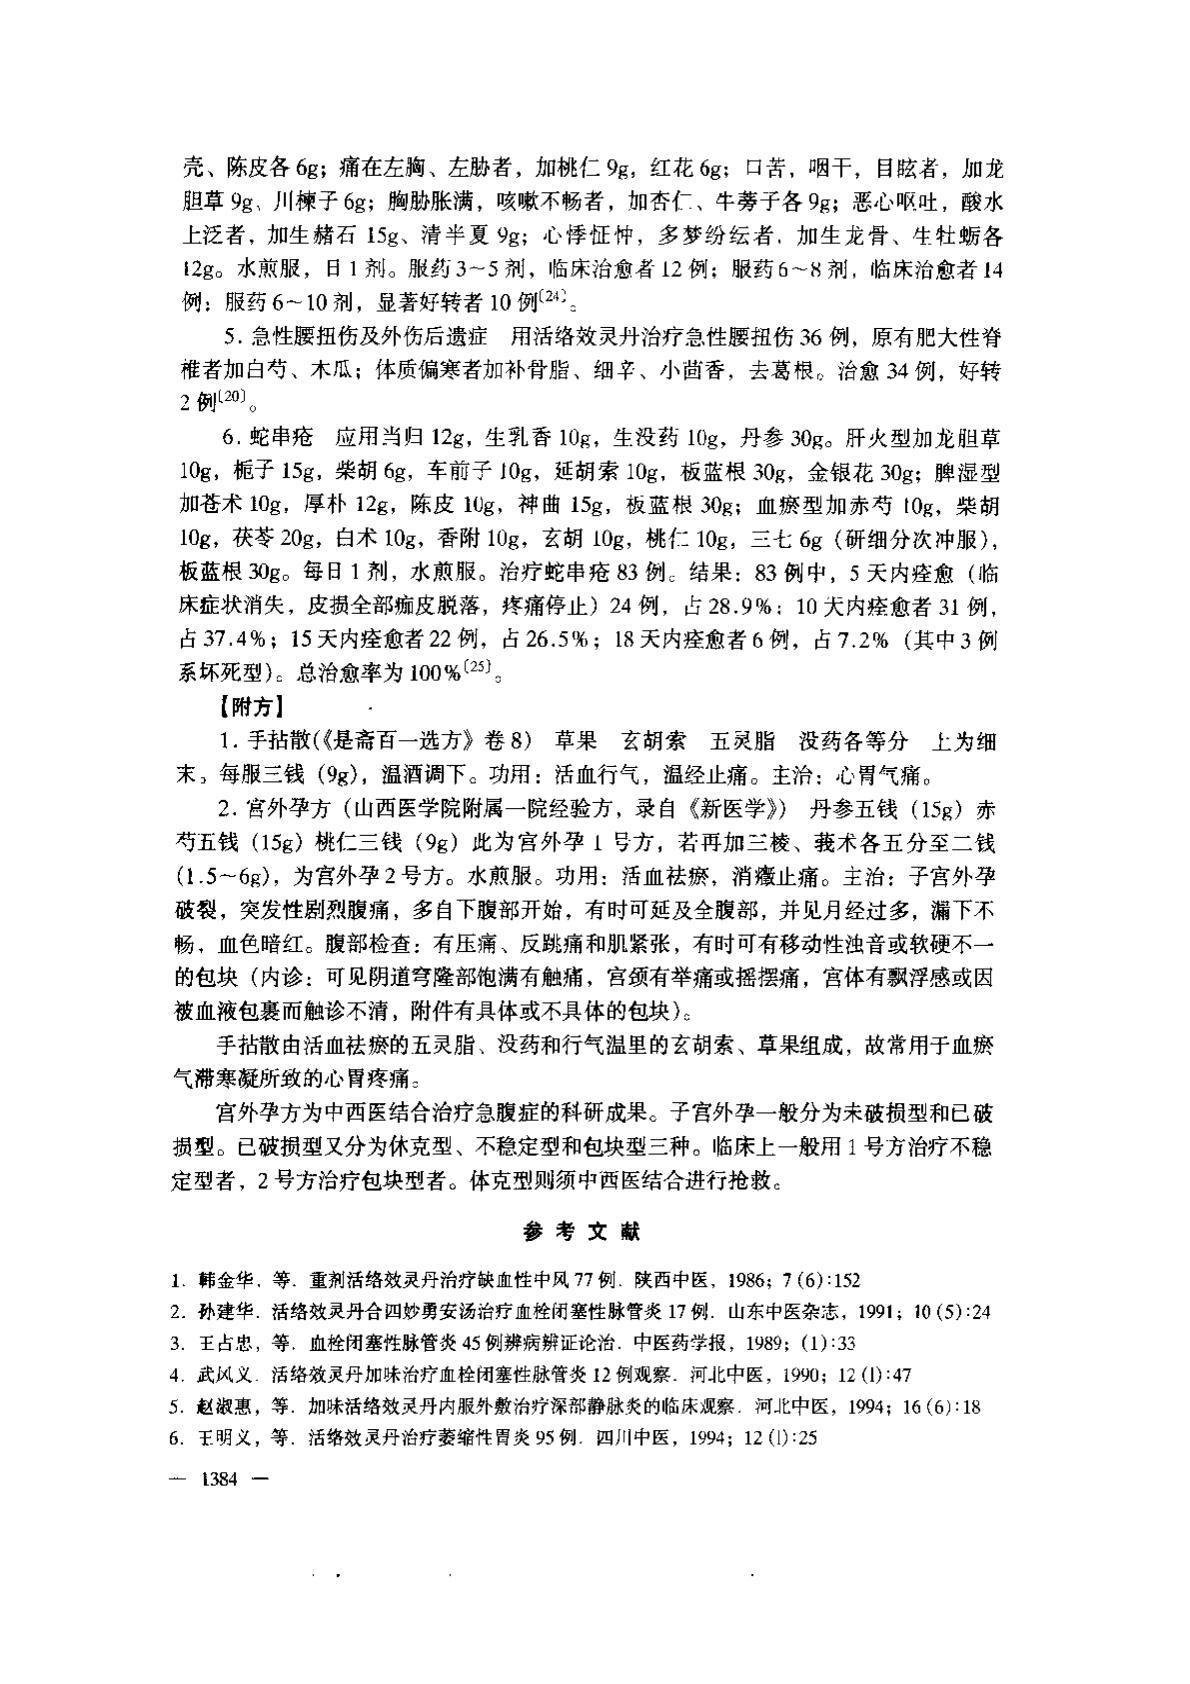 壳、陈皮各 6g；痛在左胸、左胁者，加桃仁 9g，红花 6g；口苦，咽干，目眩者，加龙
胆草 9g、川楝子 6g；胸胁胀满，咳嗽不畅者，加杏仁、牛蒡子各 9g；恶心呕吐，酸水
上泛者，加生赭石 15g、清半夏 9g；心悸怔忡，多梦纷纭者，加生龙骨、生牡蛎各
12g。水煎服，日 1 剂。服药 3～5 剂，临床治愈者 12 例；服药 6～8 剂，临床治愈者 14
例；服药 6～10 剂，显著好转者 10 例〔24〕。
5. 急性腰扭伤及外伤后遗症　用活络效灵丹治疗急性腰扭伤 36 例，原有肥大性脊
椎者加白芍、木瓜；体质偏寒者加补骨脂、细辛、小茴香，去葛根。治愈 34 例，好转
2 例〔20〕。
6. 蛇串疮　应用当归 12g，生乳香 10g，生没药 10g，丹参 30g。肝火型加龙胆草
10g，栀子 15g，柴胡 6g，车前子 10g，延胡索 10g，板蓝根 30g，金银花 30g；脾湿型
加苍术 10g，厚朴 12g，陈皮 10g，神曲 15g，板蓝根 30g；血瘀型加赤芍 10g，柴胡
10g，茯苓 20g，白术 10g，香附 10g，玄胡 10g，桃仁 10g，三七 6g（研细分次冲服），
板蓝根 30g。每日 1 剂，水煎服。治疗蛇串疮 83 例。结果：83 例中，5 天内痊愈（临
床症状消失，皮损全部痂皮脱落，疼痛停止）24 例，占 28.9%；10 天内痊愈者 31 例，
占 37.4%；15 天内痊愈者 22 例，占 26.5%；18 天内痊愈者 6 例，占 7.2%（其中 3 例
系坏死型）。总治愈率为 100%〔25〕。
【附方】
1. 手拈散(《是斋百一选方》卷 8)　草果　玄胡索　五灵脂　没药各等分　上为细
末。每服三钱（9g），温酒调下。功用：活血行气，温经止痛。主治：心胃气痛。
2. 宫外孕方（山西医学院附属一院经验方，录自《新医学》）　丹参五钱（15g）赤
芍五钱（15g）桃仁三钱（9g）此为宫外孕 1 号方，若再加三棱、莪术各五分至二钱
(1.5～6g)，为宫外孕 2 号方。水煎服。功用：活血祛瘀，消癥止痛。主治：子宫外孕
破裂，突发性剧烈腹痛，多自下腹部开始，有时可延及全腹部，并见月经过多，漏下不
畅，血色暗红。腹部检查：有压痛、反跳痛和肌紧张，有时可有移动性浊音或软硬不一
的包块（内诊：可见阴道穹隆部饱满有触痛，宫颈有举痛或摇摆痛，宫体有飘浮感或因
被血液包裹而触诊不清，附件有具体或不具体的包块）。
手拈散由活血祛瘀的五灵脂、没药和行气温里的玄胡索、草果组成，故常用于血瘀
气滞寒凝所致的心胃疼痛。
宫外孕方为中西医结合治疗急腹症的科研成果。子宫外孕一般分为未破损型和已破
损型。已破损型又分为休克型、不稳定型和包块型三种。临床上一般用 1 号方治疗不稳
定型者，2 号方治疗包块型者。休克型则须中西医结合进行抢救。
参 考 文 献
1. 韩金华，等. 重剂活络效灵丹治疗缺血性中风 77 例. 陕西中医，1986；7 (6):152
2. 孙建华. 活络效灵丹合四妙勇安汤治疗血栓闭塞性脉管炎 17 例. 山东中医杂志，1991；10 (5):24
3. 王占忠，等. 血栓闭塞性脉管炎 45 例辨病辨证论治. 中医药学报，1989；(1):33
4. 武风义. 活络效灵丹加味治疗血栓闭塞性脉管炎 12 例观察. 河北中医，1990；12 (1):47
5. 赵淑惠，等. 加味活络效灵丹内服外敷治疗深部静脉炎的临床观察. 河北中医，1994；16 (6):18
6. 王明义，等. 活络效灵丹治疗萎缩性胃炎 95 例. 四川中医，1994；12 (1):25
— 1384 —